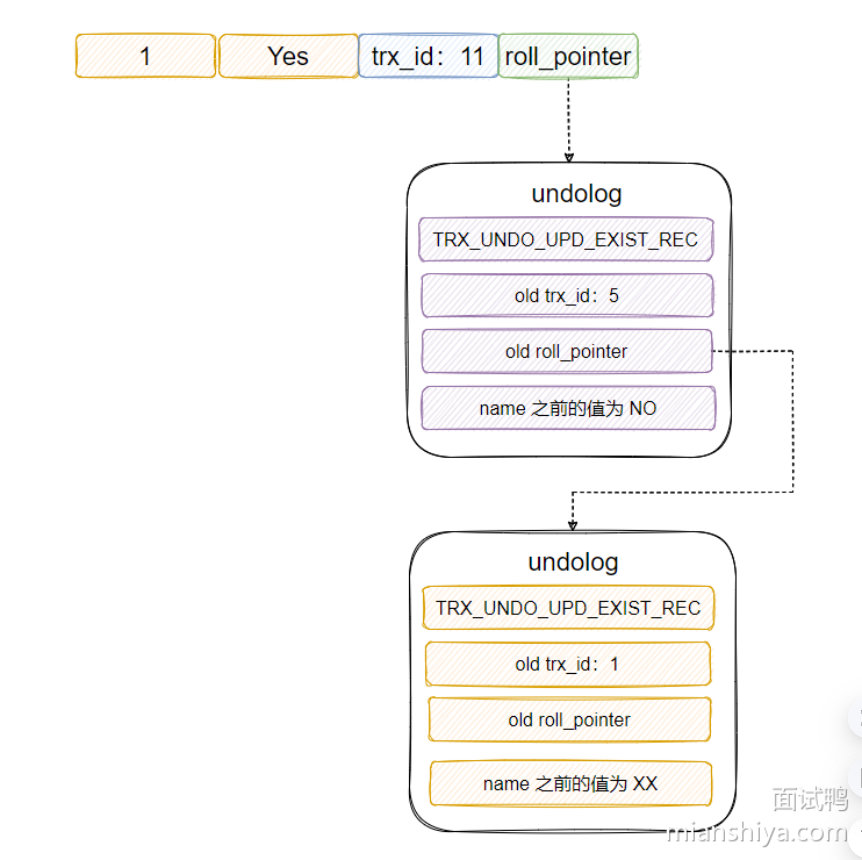 1 Yes trx_id：11 roll_pointer
undolog
TRX_UNDO_UPD_EXIST_REC
old trx_id：5
old roll_pointer
name 之前的值为 NO
undolog
TRX_UNDO_UPD_EXIST_REC
old trx_id：1
old roll_pointer
name 之前的值为 XX
面试鸭
mianshiya.com